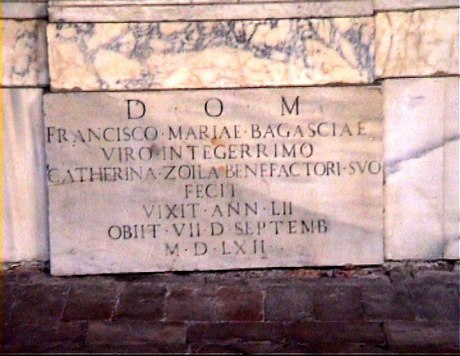 D · O · M
FRANCISCO · MARIAE · BAGASCIAE
VIRO · INTEGERRIMO
CATHERINA · ZOILA · BENEFACTORI · SVO
FECIT
VIXIT · ANN · LII
OBIIT · VII D · SEPTEMB
M · D · LXII